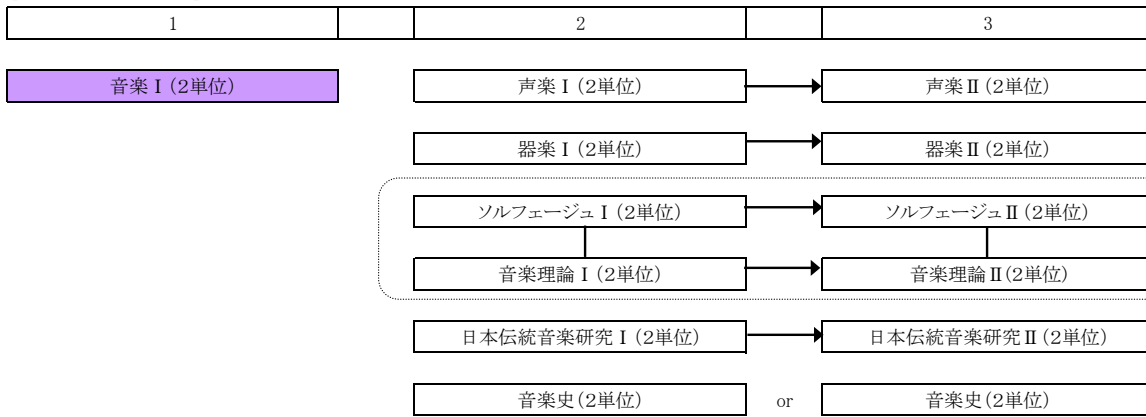 1 2 3
音楽Ⅰ(2単位) 声楽Ⅰ(2単位) 声楽Ⅱ(2単位)
器楽Ⅰ(2単位) 器楽Ⅱ(2単位)
ソルフェージュⅠ(2単位) ソルフェージュⅡ(2単位)
音楽理論Ⅰ(2単位) 音楽理論Ⅱ(2単位)
日本伝統音楽研究Ⅰ(2単位) 日本伝統音楽研究Ⅱ(2単位)
音楽史(2単位) or 音楽史(2単位)